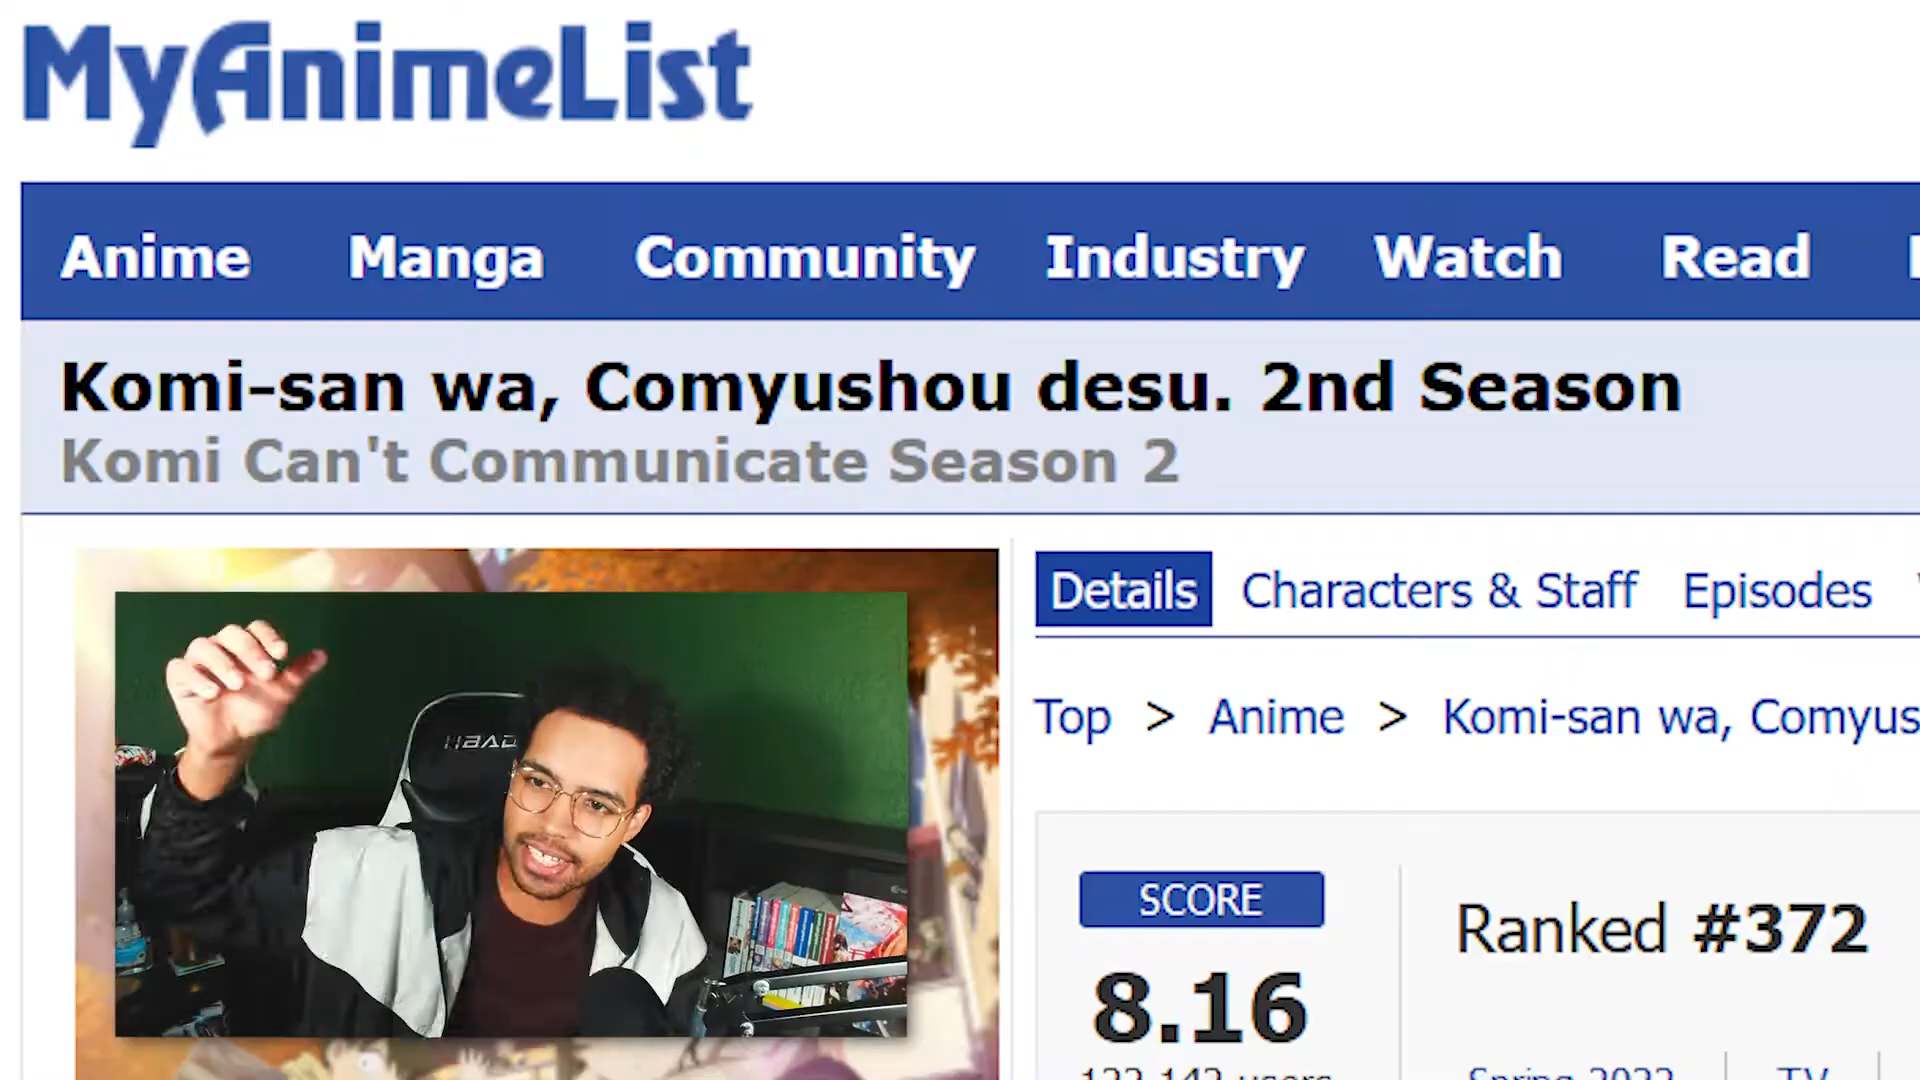 MyAnimeList
Anime Manga Community Industry Watch Read
Komi-san wa, Comyushou desu. 2nd Season
Komi Can't Communicate Season 2
Details Characters & Staff Episodes
Top > Anime > Komi-san wa, Comyus
SCORE
Ranked #372
8.16